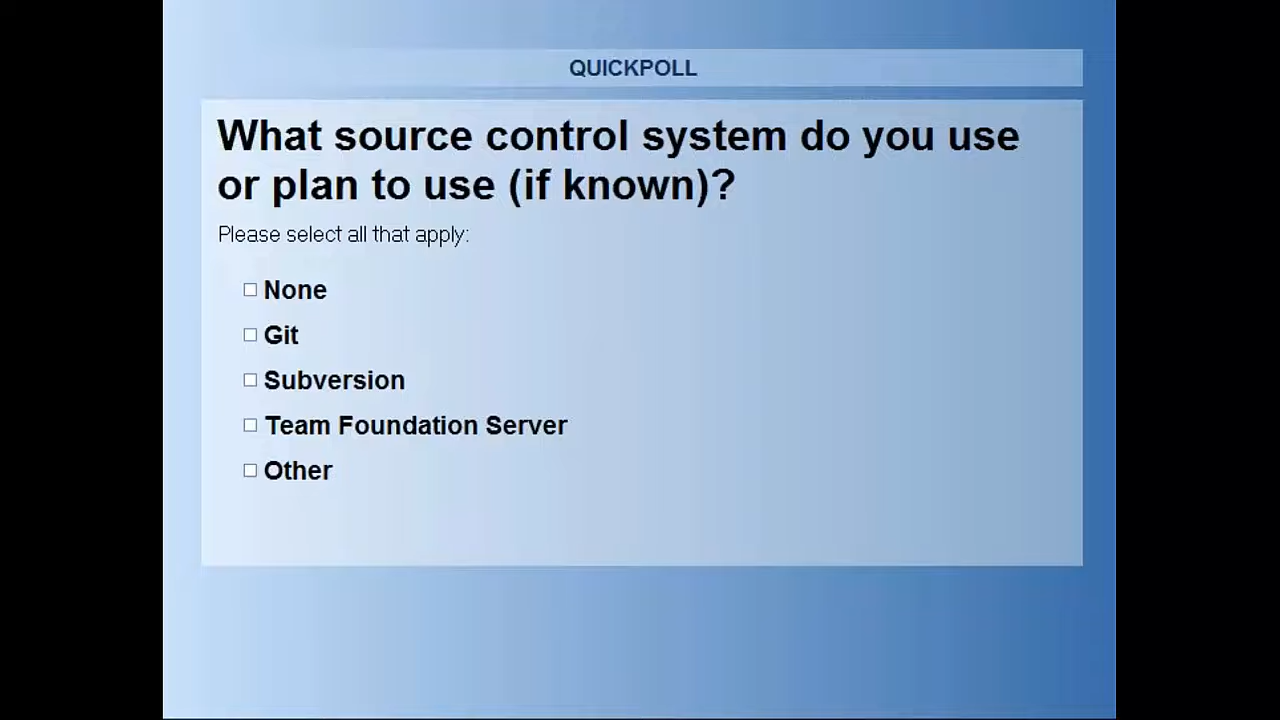 QUICKPOLL
What source control system do you use
or plan to use (if known)?
Please select all that apply:
None
Git
Subversion
Team Foundation Server
Other